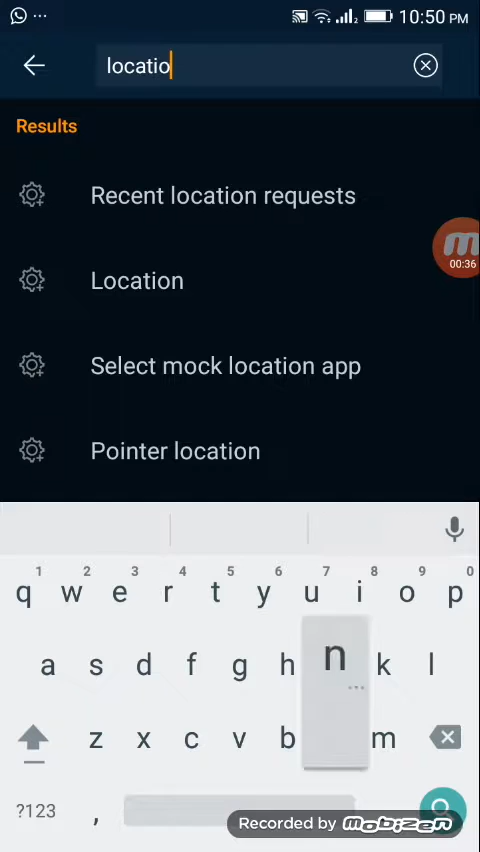 10:50 PM
locatio
Results
Recent location requests
Location
00:36
Select mock location app
Pointer location
1 2 3 4 5 6 7 8 9 0
q w e r t y u i o p
a s d f g h n k l
z x c v b m
?123 ,
Recorded by mobizen